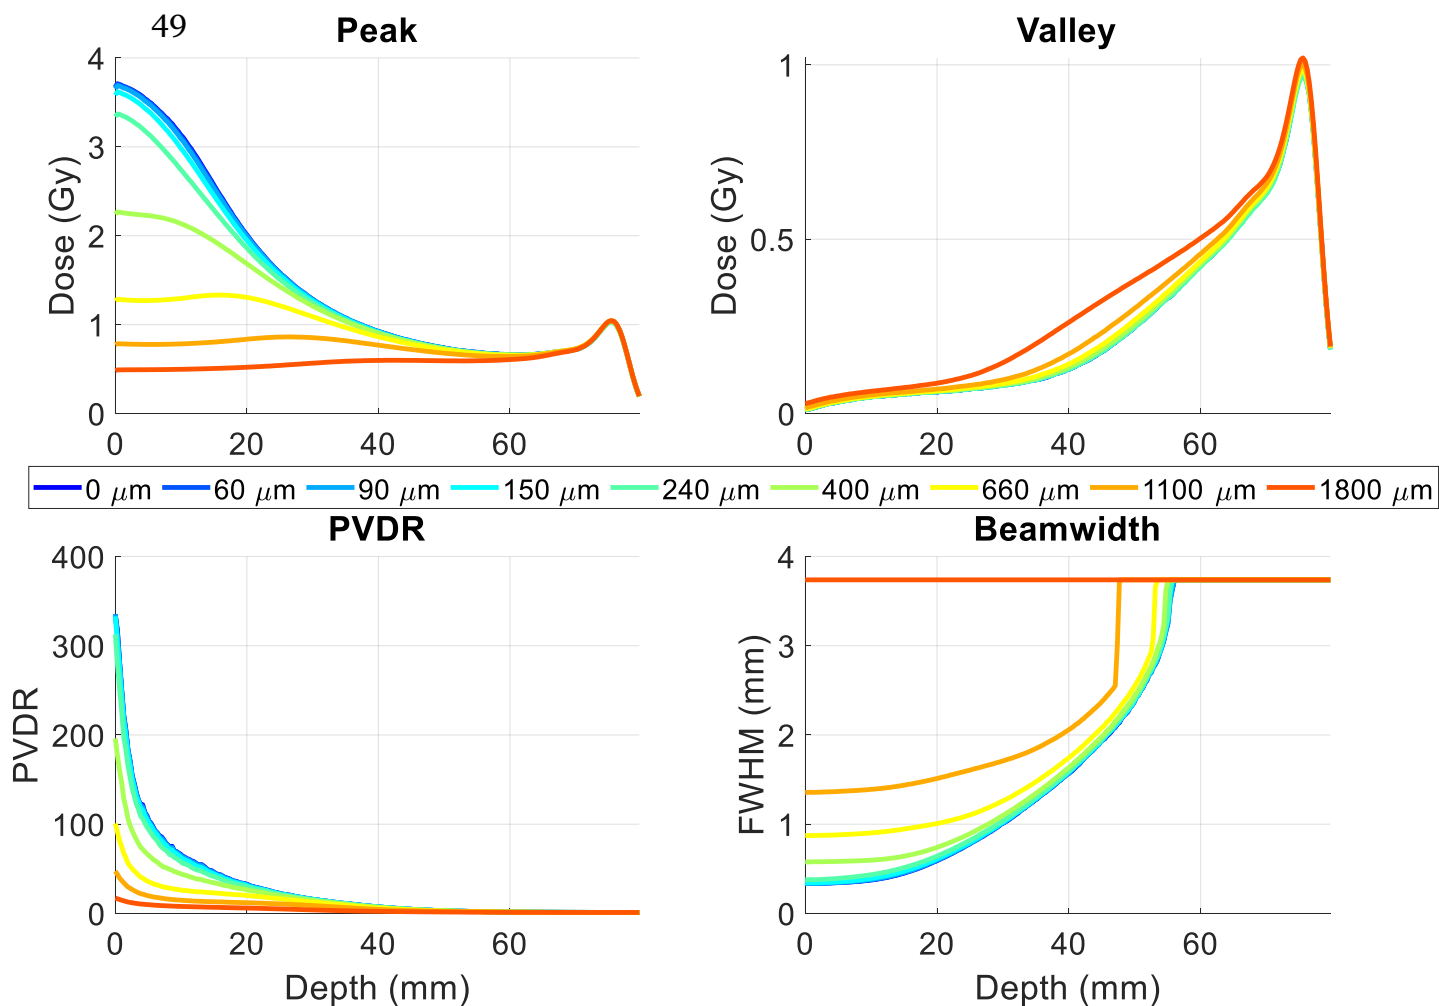 49
Peak
Valley
4
3
2
1
0
Dose (Gy)
0 20 40 60
1
0.5
0
Dose (Gy)
0 20 40 60
0 μm 60 μm 90 μm 150 μm 240 μm 400 μm 660 μm 1100 μm 1800 μm
PVDR
Beamwidth
400
300
200
100
0
PVDR
0 20 40 60
Depth (mm)
4
3
2
1
0
FWHM (mm)
0 20 40 60
Depth (mm)